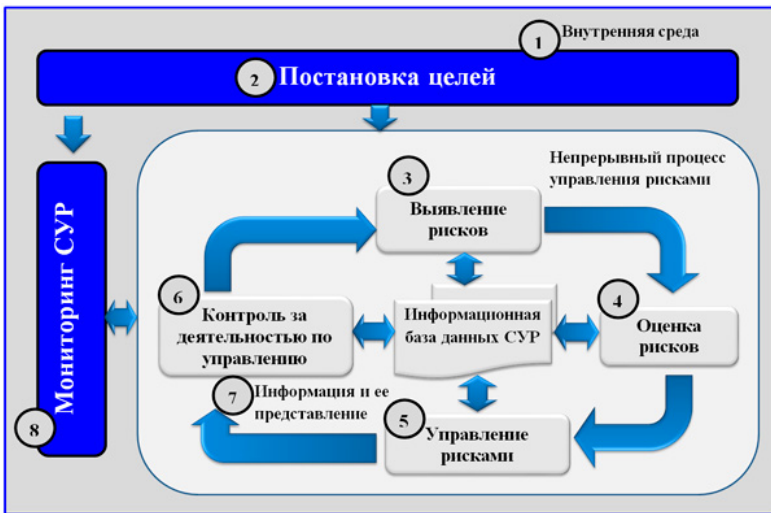 1 Внутренняя среда
2 Постановка целей
Непрерывный процесс
управления рисками
3
Выявление
рисков
Мониторинг СУР
8
6
Контроль за
деятельностью по
управлению
Информационная
база данных СУР
4
Оценка
рисков
7 Информация и ее
представление
5
Управление
рисками